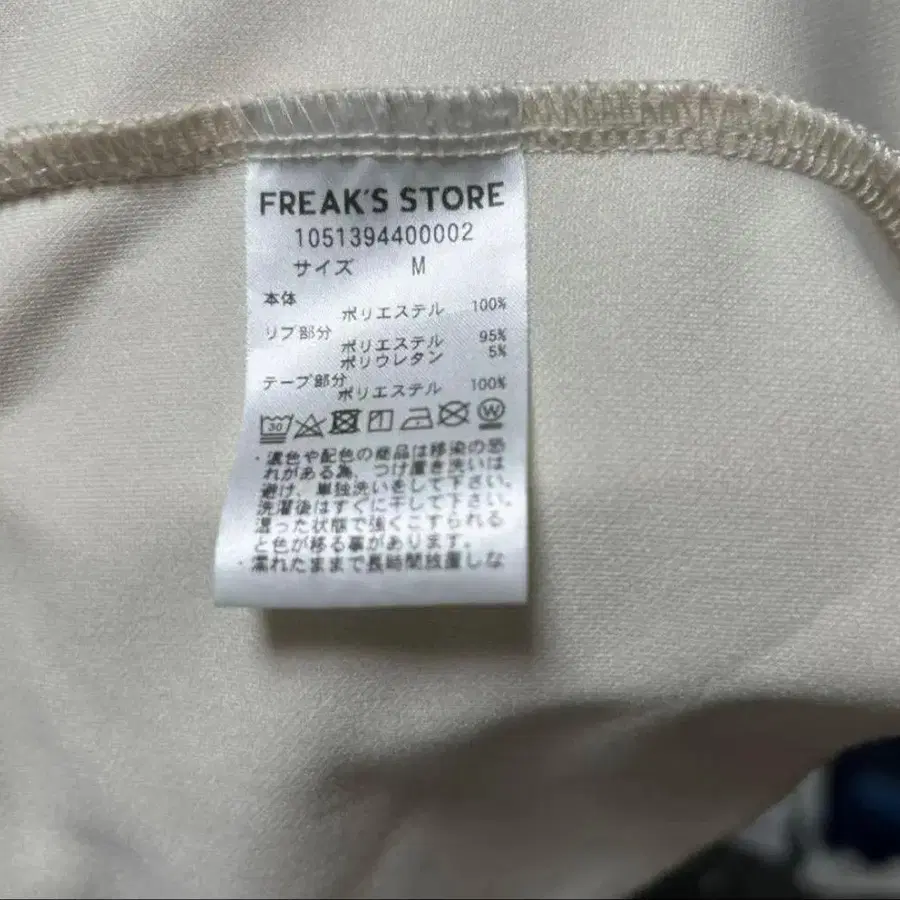 FREAK'S STORE
1051394400002
サイズ M
本体
ポリエステル 100%
リブ部分
ポリエステル 95%
ポリウレタン 5%
テープ部分
ポリエステル 100%
30 W
・濃色や配色の商品は移染の恐
れがある為、つけ置き洗いは
避け、単独洗いをして下さい。
洗濯後はすぐに干して下さい。
湿った状態で強くこすられる
と色が移る事があります。
・濡れたままで長時間放置しな